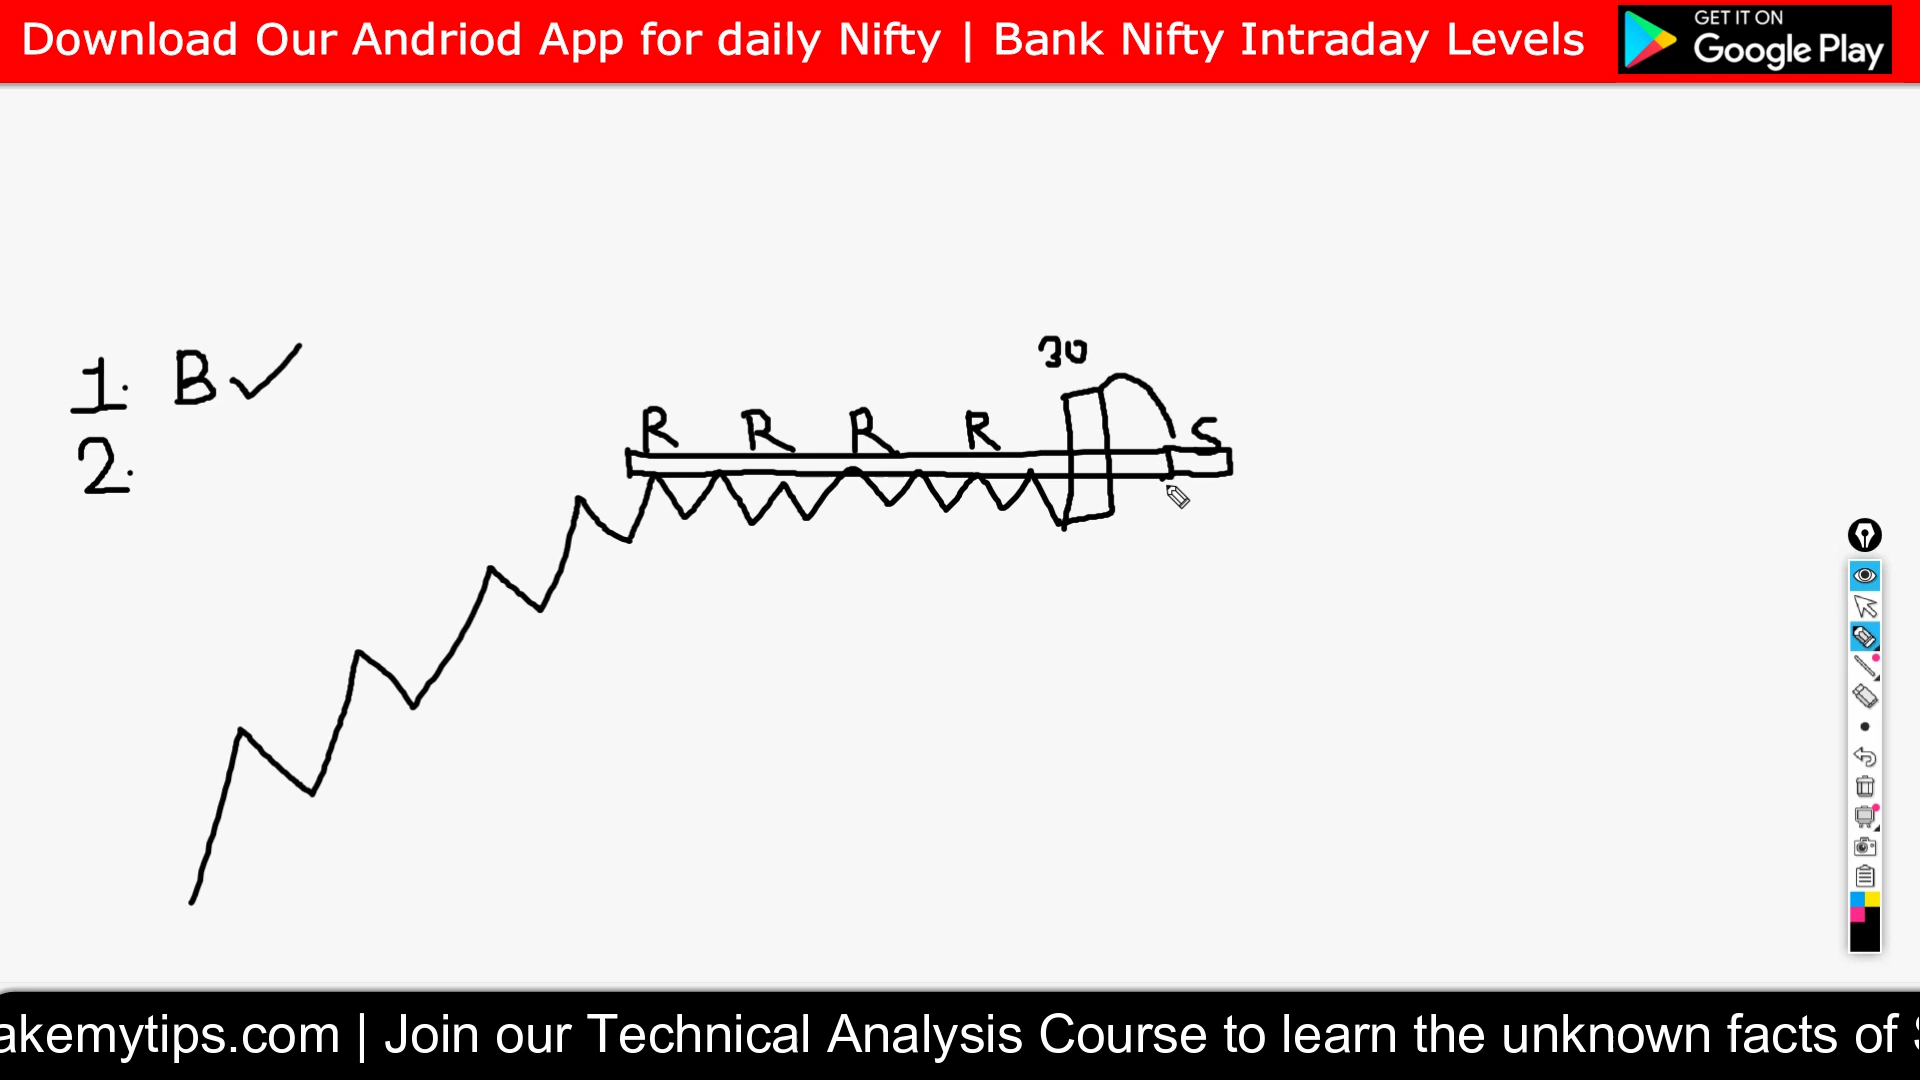 Download Our Andriod App for daily Nifty | Bank Nifty Intraday Levels
GET IT ON
Google Play
30
1. B
R R R R S
2.
akemytips.com | Join our Technical Analysis Course to learn the unknown facts of